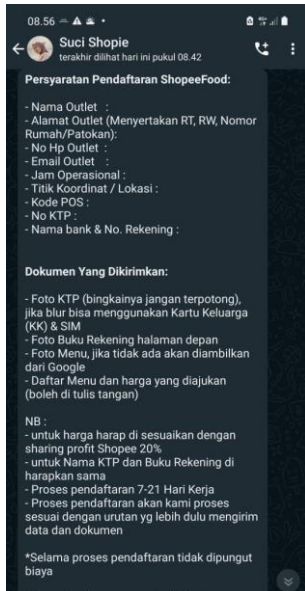 08.56
Suci Shopie
terakhir dilihat hari ini pukul 08.42
Persyaratan Pendaftaran ShopeeFood:
- Nama Outlet   :
- Alamat Outlet (Menyertakan RT, RW, Nomor
Rumah/Patokan):
- No Hp Outlet  :
- Email Outlet   :
- Jam Operasional :
- Titik Koordinat / Lokasi :
- Kode POS :
- No KTP :
- Nama bank & No. Rekening :
Dokumen Yang Dikirimkan:
- Foto KTP (bingkainya jangan terpotong),
jika blur bisa menggunakan Kartu Keluarga
(KK) & SIM
- Foto Buku Rekening halaman depan
- Foto Menu, jika tidak ada akan diambilkan
dari Google
- Daftar Menu dan harga yang diajukan
(boleh di tulis tangan)
NB :
- untuk harga harap di sesuaikan dengan
sharing profit Shopee 20%
- untuk Nama KTP dan Buku Rekening di
harapkan sama
- Proses pendaftaran 7-21 Hari Kerja
- Proses pendaftaran akan kami proses
sesuai dengan urutan yg lebih dulu mengirim
data dan dokumen
*Selama proses pendaftaran tidak dipungut
biaya